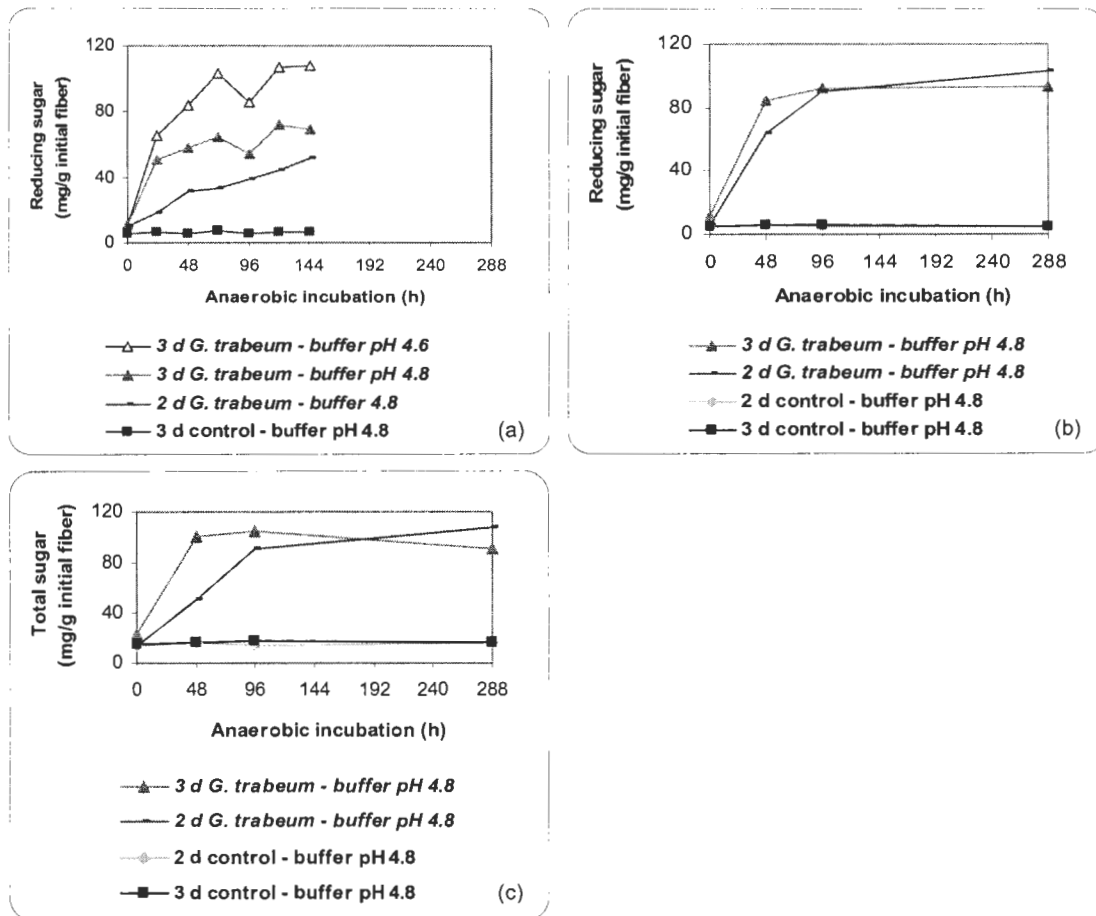 120
80
40
0
Reducing sugar
(mg/g initial fiber)
0 48 96 144 192 240 288
Anaerobic incubation (h)
3 d G. trabeum - buffer pH 4.6
3 d G. trabeum - buffer pH 4.8
2 d G. trabeum - buffer 4.8
3 d control - buffer pH 4.8
(a)
120
80
40
0
Reducing sugar
(mg/g initial fiber)
0 48 96 144 192 240 288
Anaerobic incubation (h)
3 d G. trabeum - buffer pH 4.8
2 d G. trabeum - buffer pH 4.8
2 d control - buffer pH 4.8
3 d control - buffer pH 4.8
(b)
120
80
40
0
Total sugar
(mg/g initial fiber)
0 48 96 144 192 240 288
Anaerobic incubation (h)
3 d G. trabeum - buffer pH 4.8
2 d G. trabeum - buffer pH 4.8
2 d control - buffer pH 4.8
3 d control - buffer pH 4.8
(c)